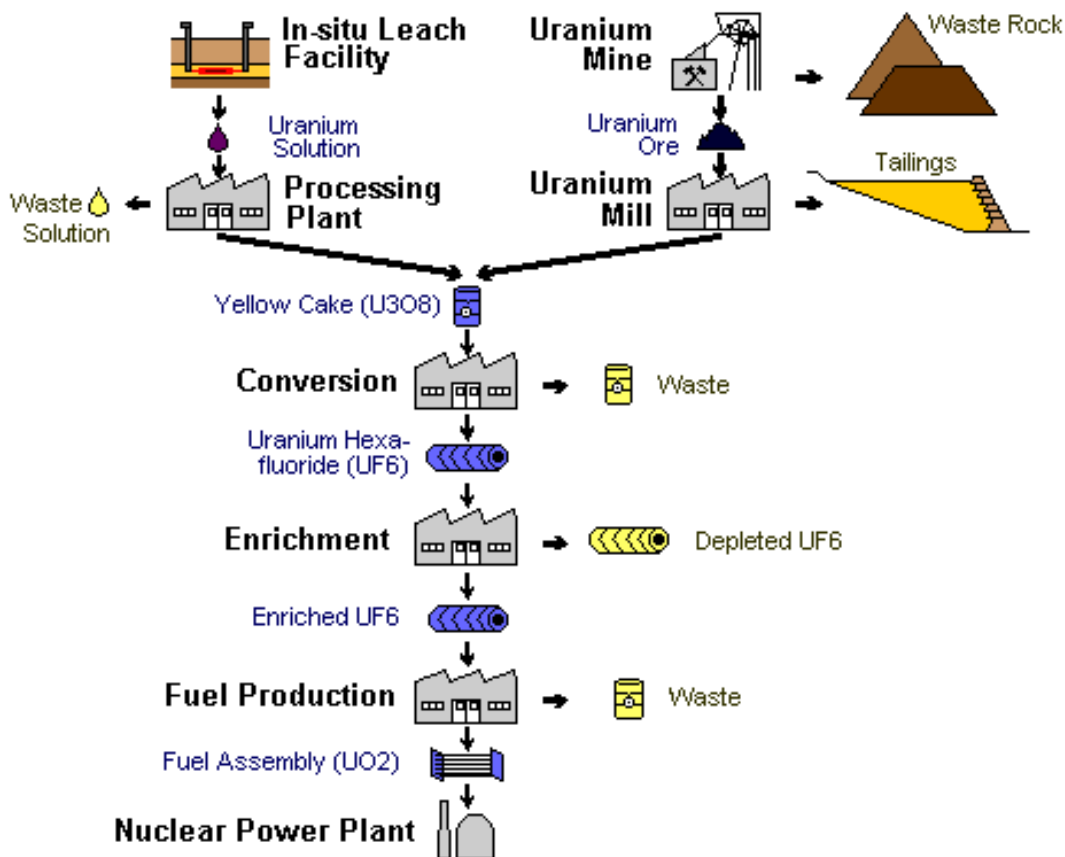 In-situ Leach
Facility
Uranium
Mine
Waste Rock
Uranium
Solution
Uranium
Ore
Tailings
Waste
Solution
Processing
Plant
Uranium
Mill
Yellow Cake (U3O8)
Conversion
Waste
Uranium Hexa-
fluoride (UF6)
Enrichment
Depleted UF6
Enriched UF6
Fuel Production
Waste
Fuel Assembly (UO2)
Nuclear Power Plant